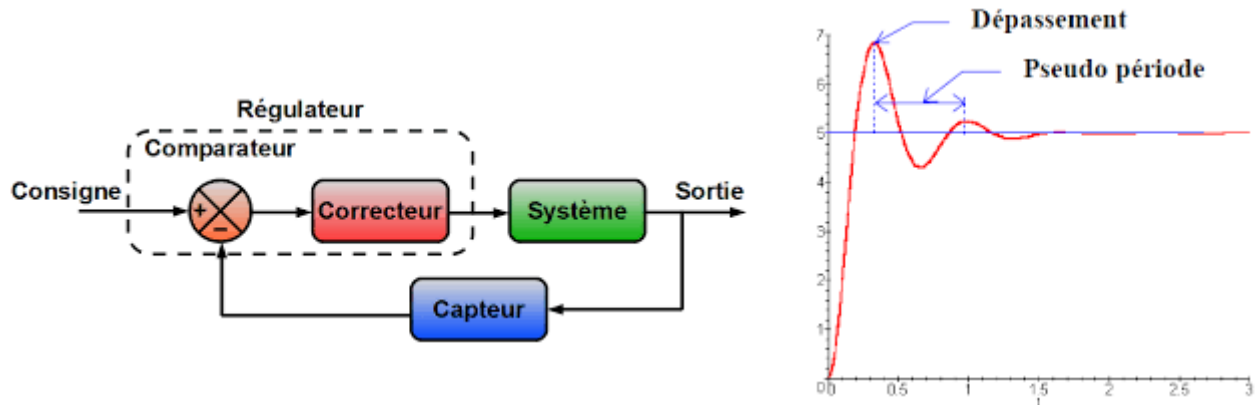 Régulateur
Comparateur
Consigne
+
−
Correcteur
Système
Sortie
Capteur
Dépassement
Pseudo période
7
6
5
4
3
2
1
0
0 0.5 1 1.5 2 2.5 3
t